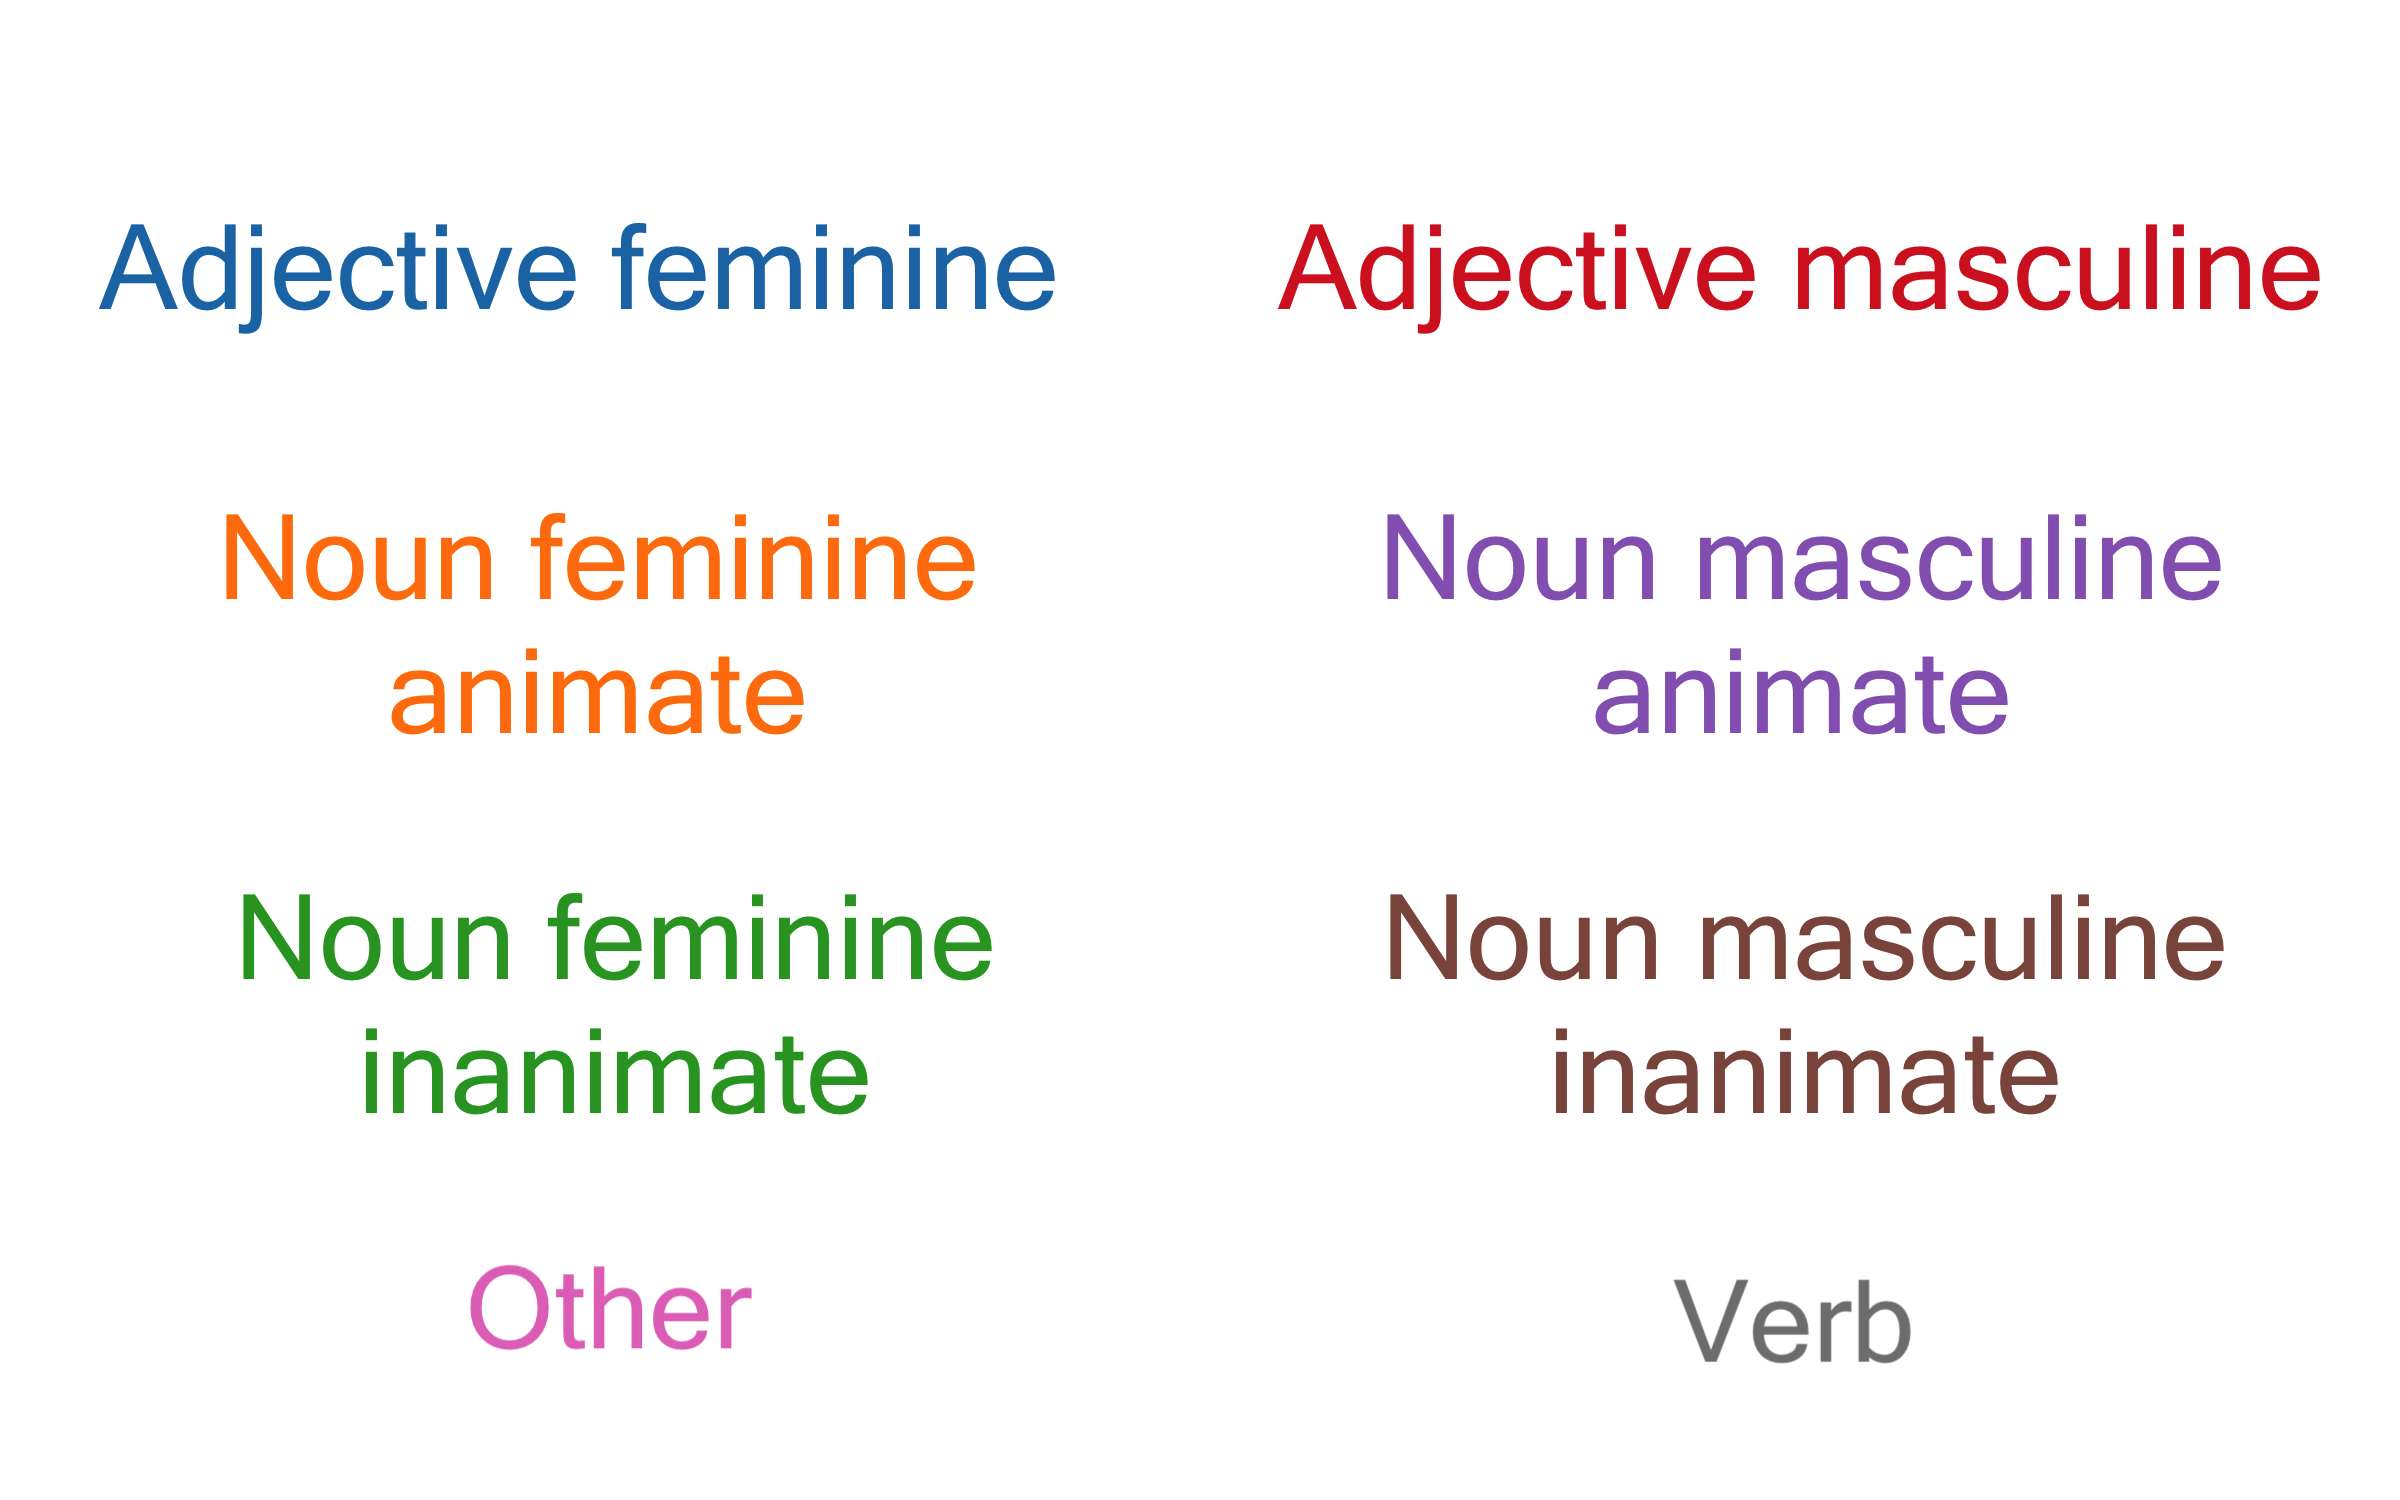 Adjective feminine
Adjective masculine
Noun feminine
animate
Noun masculine
animate
Noun feminine
inanimate
Noun masculine
inanimate
Other
Verb